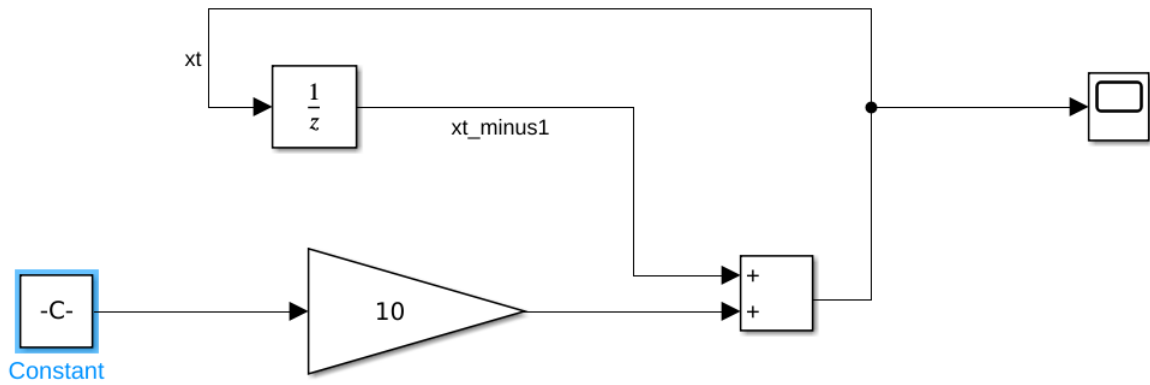 xt
1
z
xt_minus1
+
-C-
10
+
Constant